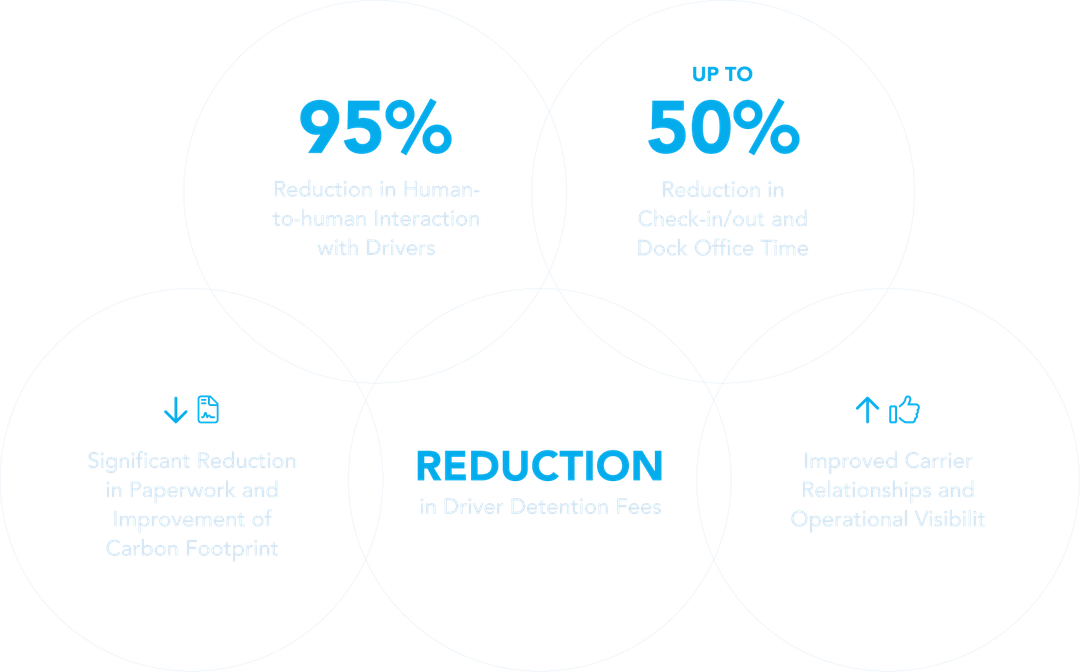 95%
Reduction in Human-
to-human Interaction
with Drivers
UP TO
50%
Reduction in
Check-in/out and
Dock Office Time
Significant Reduction
in Paperwork and
Improvement of
Carbon Footprint
REDUCTION
in Driver Detention Fees
Improved Carrier
Relationships and
Operational Visibilit